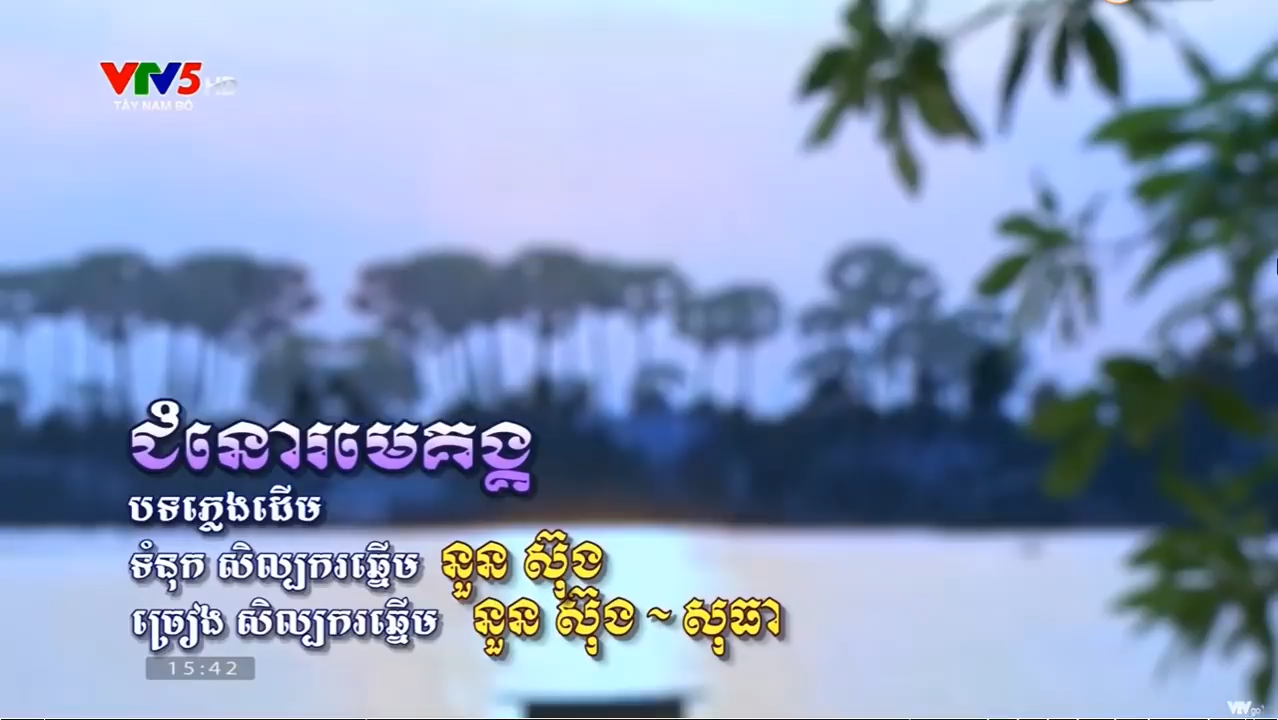 VTV5 HD
TÂY NAM BỘ
ជំនោរមេគង្គ
បទភ្លេងដើម
ទំនុក សិល្បករឆ្នើម នួន ស៊ុង
ច្រៀង សិល្បករឆ្នើម នួន ស៊ុង ~ សុធា
15:42
VTVgo